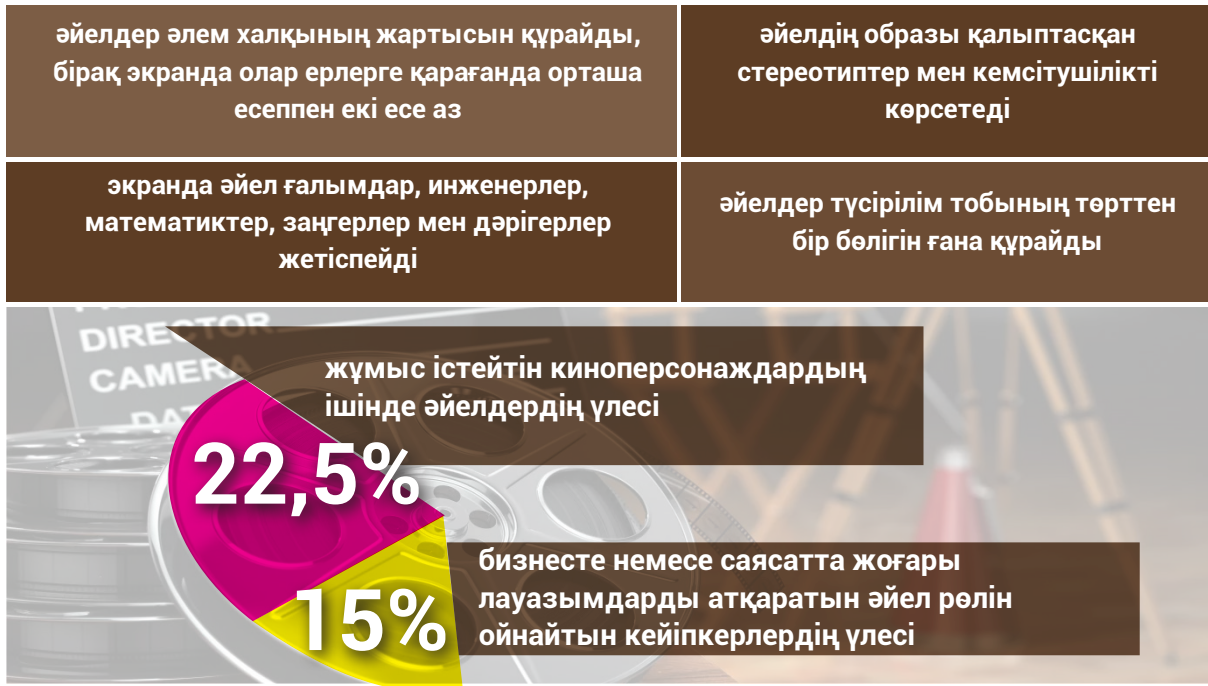 әйелдер әлем халқының жартысын құрайды,
бірақ экранда олар ерлерге қарағанда орташа
есеппен екі есе аз
әйелдің образы қалыптасқан
стереотиптер мен кемсітушілікті
көрсетеді
экранда әйел ғалымдар, инженерлер,
математиктер, заңгерлер мен дәрігерлер
жетіспейді
әйелдер түсірілім тобының төрттен
бір бөлігін ғана құрайды
DIRECTOR
CAMERA
жұмыс істейтін киноперсонаждардың
ішінде әйелдердің үлесі
22,5%
бизнесте немесе саясатта жоғары
лауазымдарды атқаратын әйел рөлін
ойнайтын кейіпкерлердің үлесі
15%